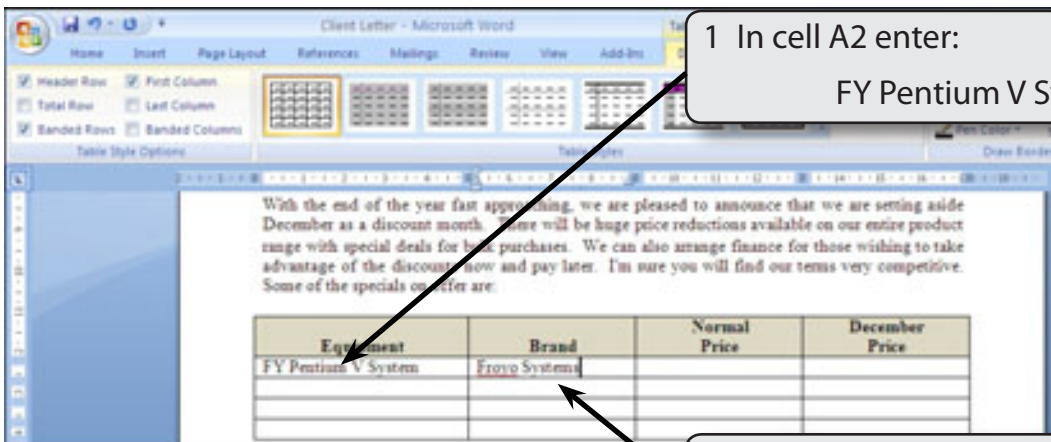 Client Letter - Microsoft Word
1 In cell A2 enter:
FY Pentium V S
Home Insert Page Layout References Mailings Review View Add-Ins
Header Row First Column
Total Row Last Column
Banded Rows Banded Columns
Pen Color
Table Style Options Table Styles Draw Borde
With the end of the year fast approaching, we are pleased to announce that we are setting aside
December as a discount month. There will be huge price reductions available on our entire product
range with special deals for bulk purchases. We can also arrange finance for those wishing to take
advantage of the discounts now and pay later. I'm sure you will find our terms very competitive.
Some of the specials on offer are:
Equipment Brand Normal Price December Price
FY Pentium V System Froyo Systems